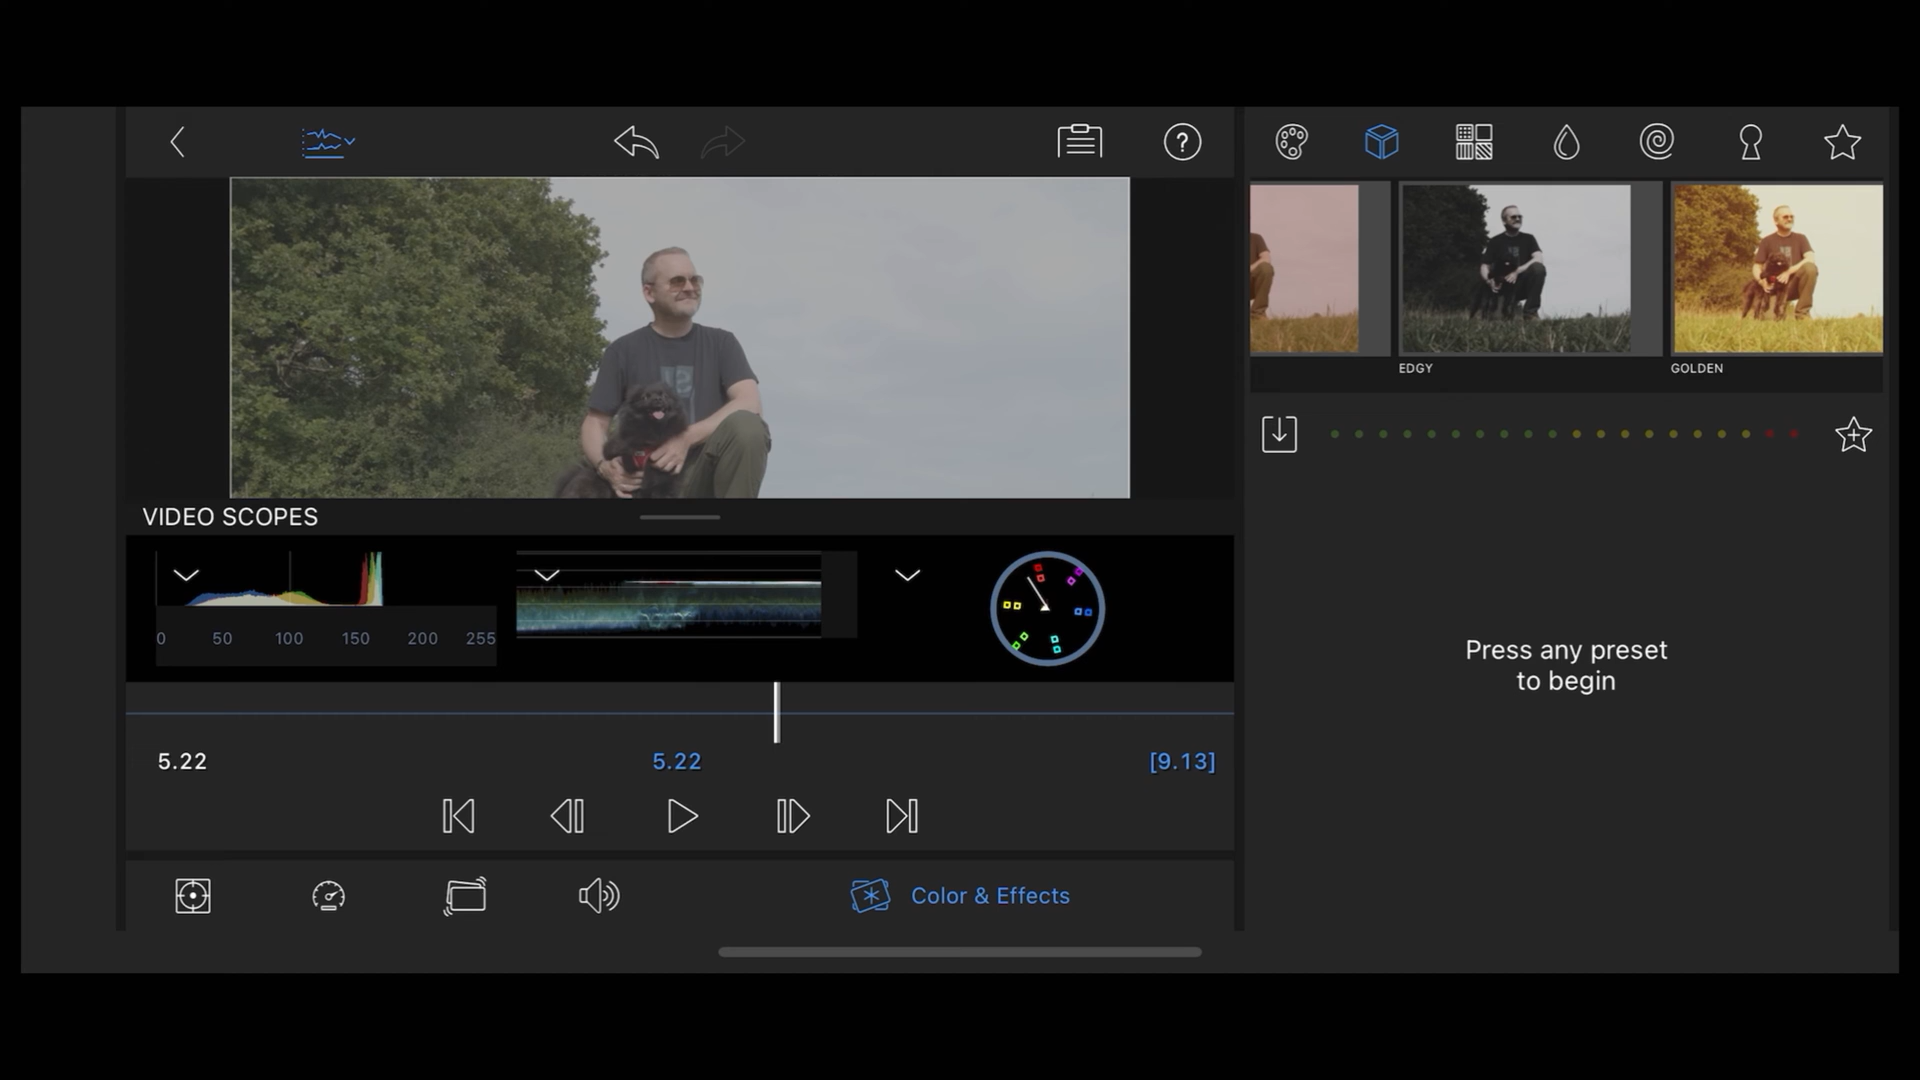 ?
EDGY
GOLDEN
VIDEO SCOPES
0 50 100 150 200 255
Press any preset
to begin
5.22 5.22 [9.13]
Color & Effects